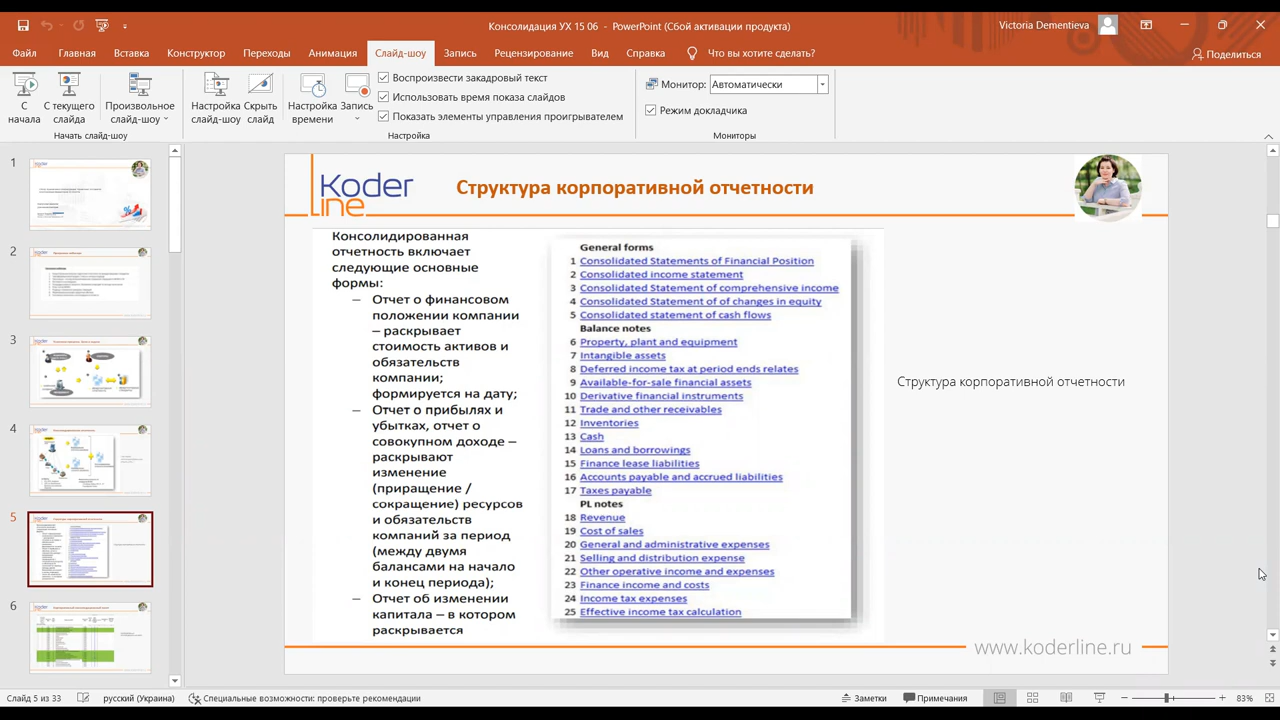 Консолидация УХ 15 06 - PowerPoint (Сбой активации продукта)
Victoria Dementieva
Файл
Главная
Вставка
Конструктор
Переходы
Анимация
Слайд-шоу
Запись
Рецензирование
Вид
Справка
Что вы хотите сделать?
Поделиться
С начала
С текущего слайда
Произвольное слайд-шоу
Начать слайд-шоу
Настройка слайд-шоу
Скрыть слайд
Настройка времени
Запись
Воспроизвести закадровый текст
Использовать время показа слайдов
Показать элементы управления проигрывателем
Настройка
Монитор: Автоматически
Режим докладчика
Мониторы
1
2
3
4
5
6
Koder
line
Структура корпоративной отчетности
Консолидированная
отчетность включает
следующие основные
формы:
– Отчет о финансовом
положении компании
– раскрывает
стоимость активов и
обязательств
компании;
формируется на дату;
– Отчет о прибылях и
убытках, отчет о
совокупном доходе –
раскрывают
изменение
(приращение /
сокращение) ресурсов
и обязательств
компаний за период
(между двумя
балансами на начало
и конец периода);
– Отчет об изменении
капитала – в котором
раскрывается
General forms
1 Consolidated Statements of Financial Position
2 Consolidated income statement
3 Consolidated Statement of comprehensive income
4 Consolidated Statement of of changes in equity
5 Consolidated statement of cash flows
Balance notes
6 Property, plant and equipment
7 Intangible assets
8 Deferred income tax at period ends relates
9 Available-for-sale financial assets
10 Derivative financial instruments
11 Trade and other receivables
12 Inventories
13 Cash
14 Loans and borrowings
15 Finance lease liabilities
16 Accounts payable and accrued liabilities
17 Taxes payable
PL notes
18 Revenue
19 Cost of sales
20 General and administrative expenses
21 Selling and distribution expense
22 Other operative income and expenses
23 Finance income and costs
24 Income tax expenses
25 Effective income tax calculation
Структура корпоративной отчетности
www.koderline.ru
Слайд 5 из 33
русский (Украина)
Специальные возможности: проверьте рекомендации
Заметки
Примечания
83%